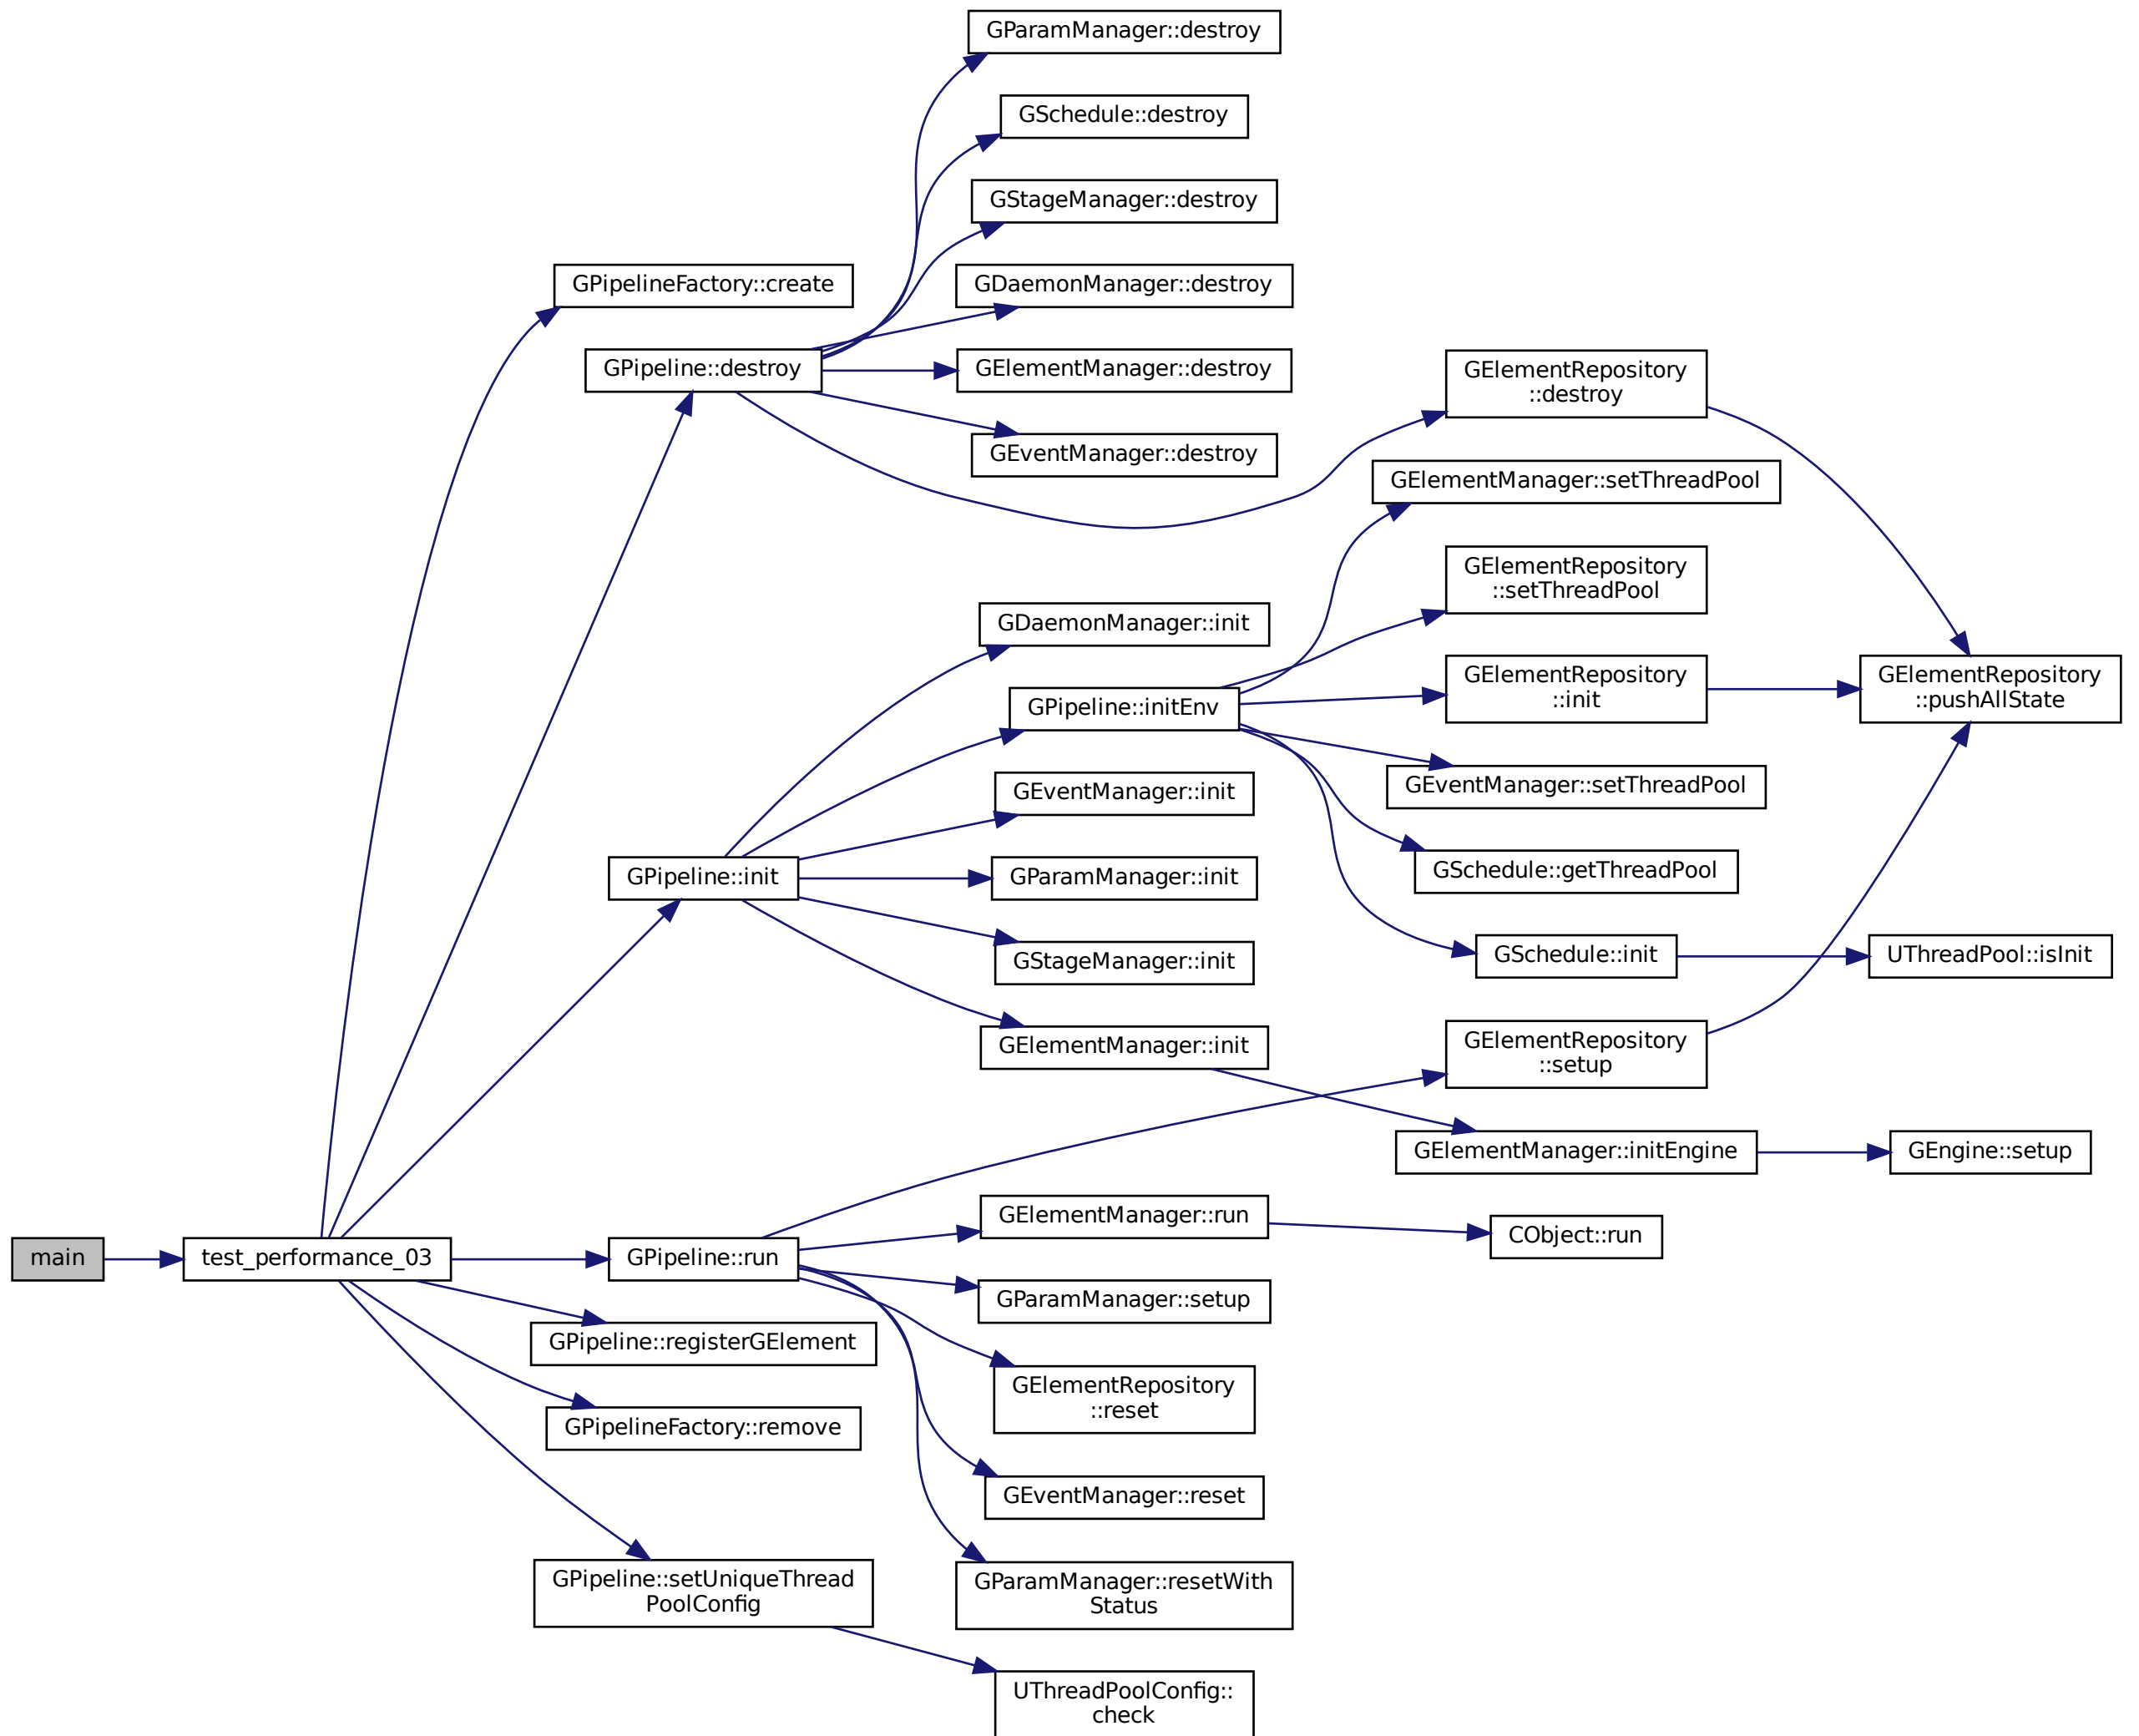 GParamManager::destroy
GSchedule::destroy
GStageManager::destroy
GPipelineFactory::create
GDaemonManager::destroy
GPipeline::destroy
GElementManager::destroy
GElementRepository
::destroy
GEventManager::destroy
GElementManager::setThreadPool
GElementRepository
::setThreadPool
GDaemonManager::init
GPipeline::initEnv
GElementRepository
::init
GElementRepository
::pushAllState
GEventManager::init
GEventManager::setThreadPool
GPipeline::init
GParamManager::init
GSchedule::getThreadPool
GStageManager::init
GSchedule::init
UThreadPool::isInit
GElementManager::init
GElementRepository
::setup
GElementManager::initEngine
GEngine::setup
main
test_performance_03
GPipeline::run
GElementManager::run
CObject::run
GParamManager::setup
GPipeline::registerGElement
GElementRepository
::reset
GPipelineFactory::remove
GEventManager::reset
GPipeline::setUniqueThread
PoolConfig
GParamManager::resetWith
Status
UThreadPoolConfig::
check